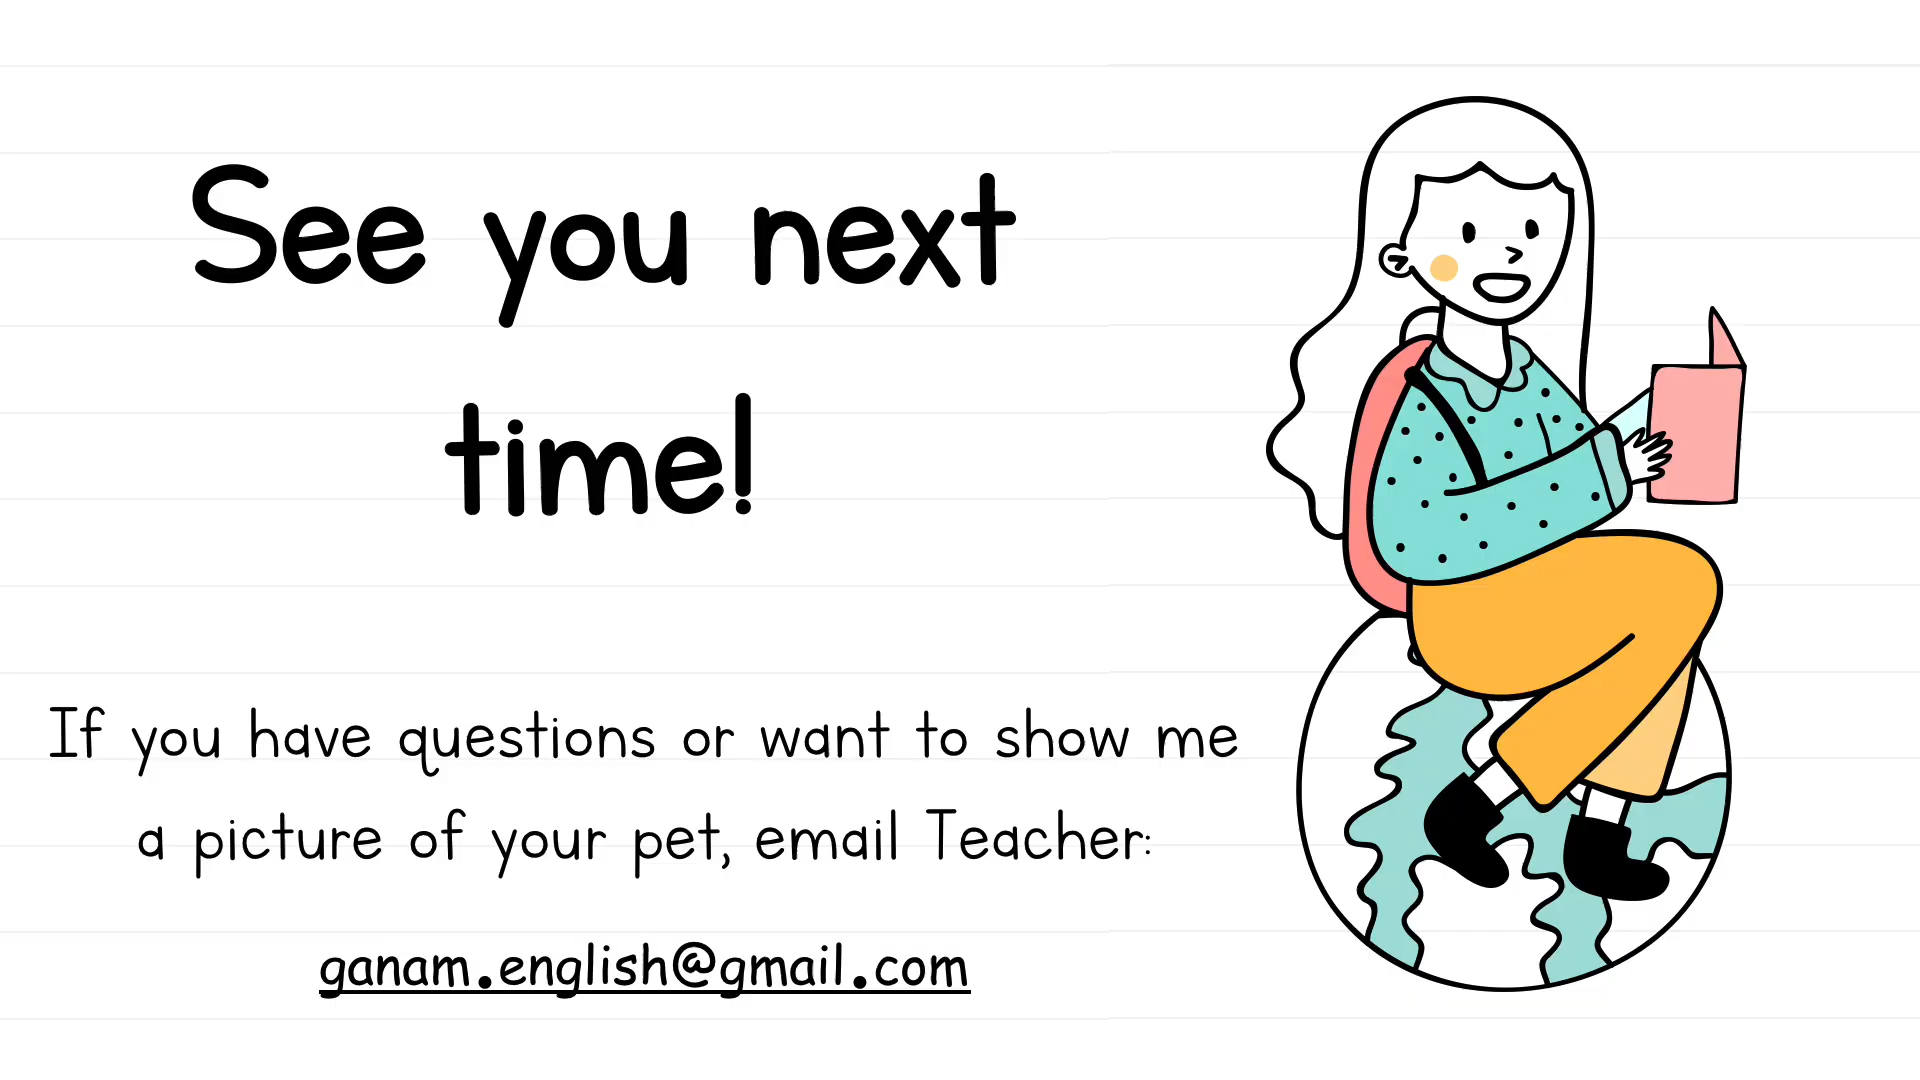 See you next
time!
If you have questions or want to show me
a picture of your pet, email Teacher:
ganam.english@gmail.com